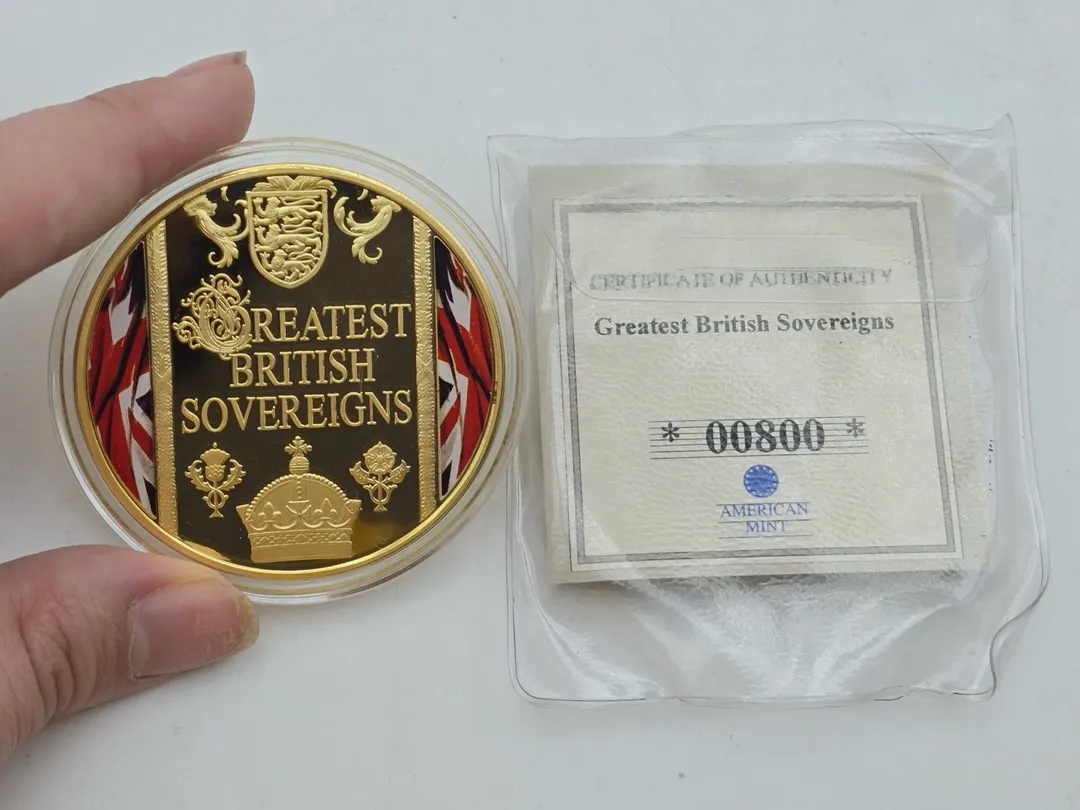 GREATEST
BRITISH
SOVEREIGNS
CERTIFICATE OF AUTHENTICITY
Greatest British Sovereigns
* 00800 *
AMERICAN
MINT